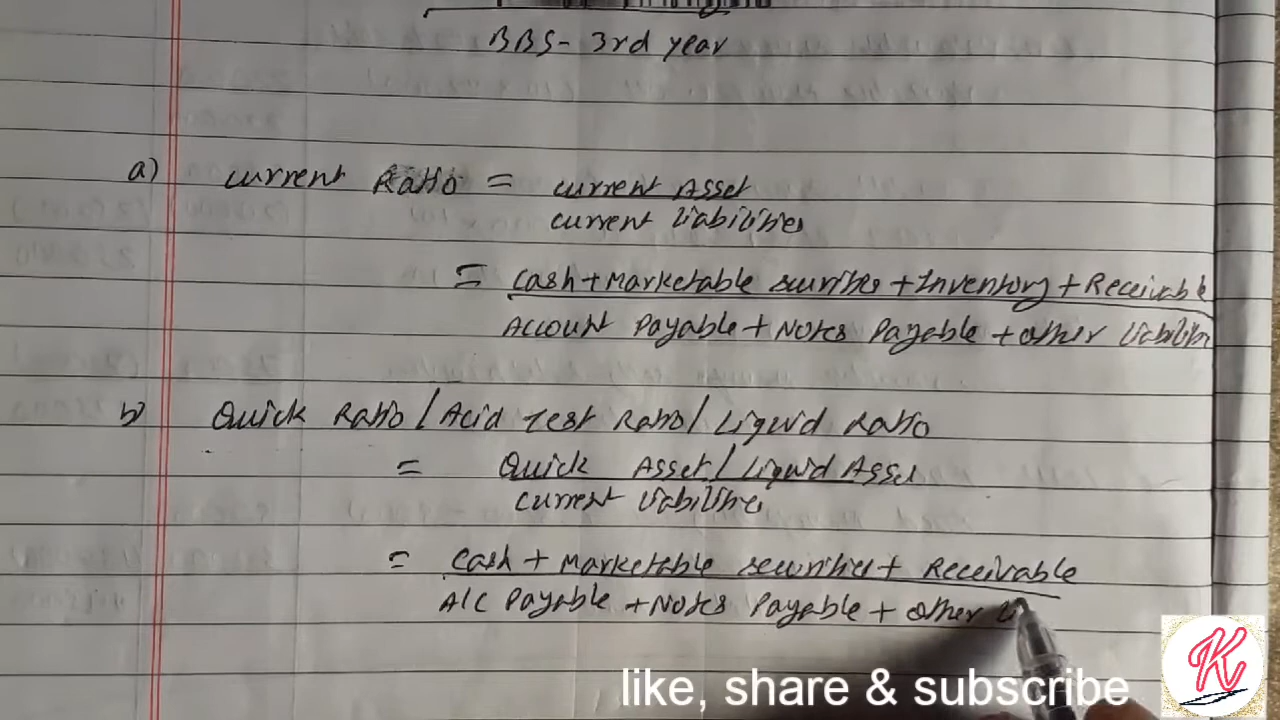 BBS - 3rd year
a) Current Ratio = Current Asset
Current liabilities
= Cash + Marketable securities + Inventory + Receivable
Account Payable + Notes Payable + other liabilities
b) Quick Ratio / Acid Test Ratio / Liquid Ratio
= Quick Asset / Liquid Asset
Current liabilities
= Cash + Marketable securities + Receivable
A/C Payable + Notes Payable + other li
K
like, share & subscribe